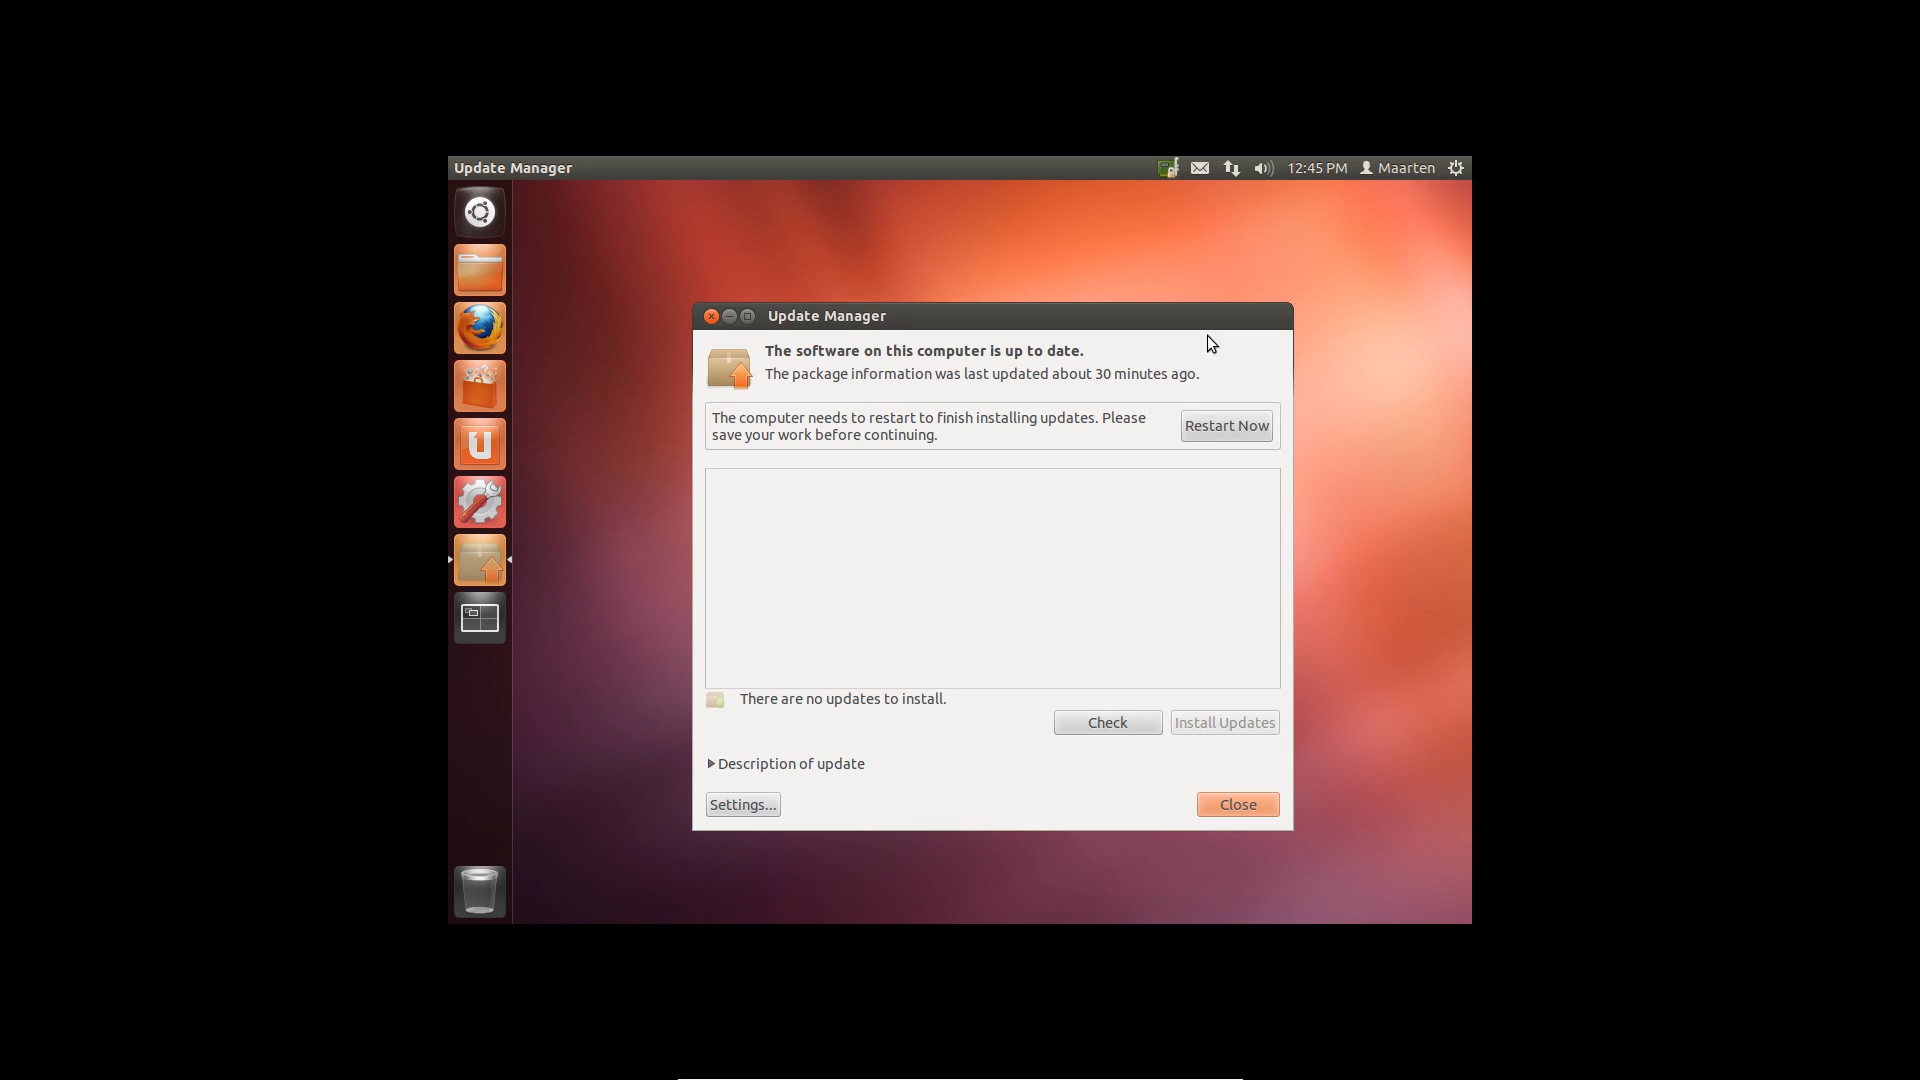 Update Manager
12:45 PM
Maarten
Update Manager
The software on this computer is up to date.
The package information was last updated about 30 minutes ago.
The computer needs to restart to finish installing updates. Please
save your work before continuing.
Restart Now
There are no updates to install.
Check
Install Updates
Description of update
Settings...
Close